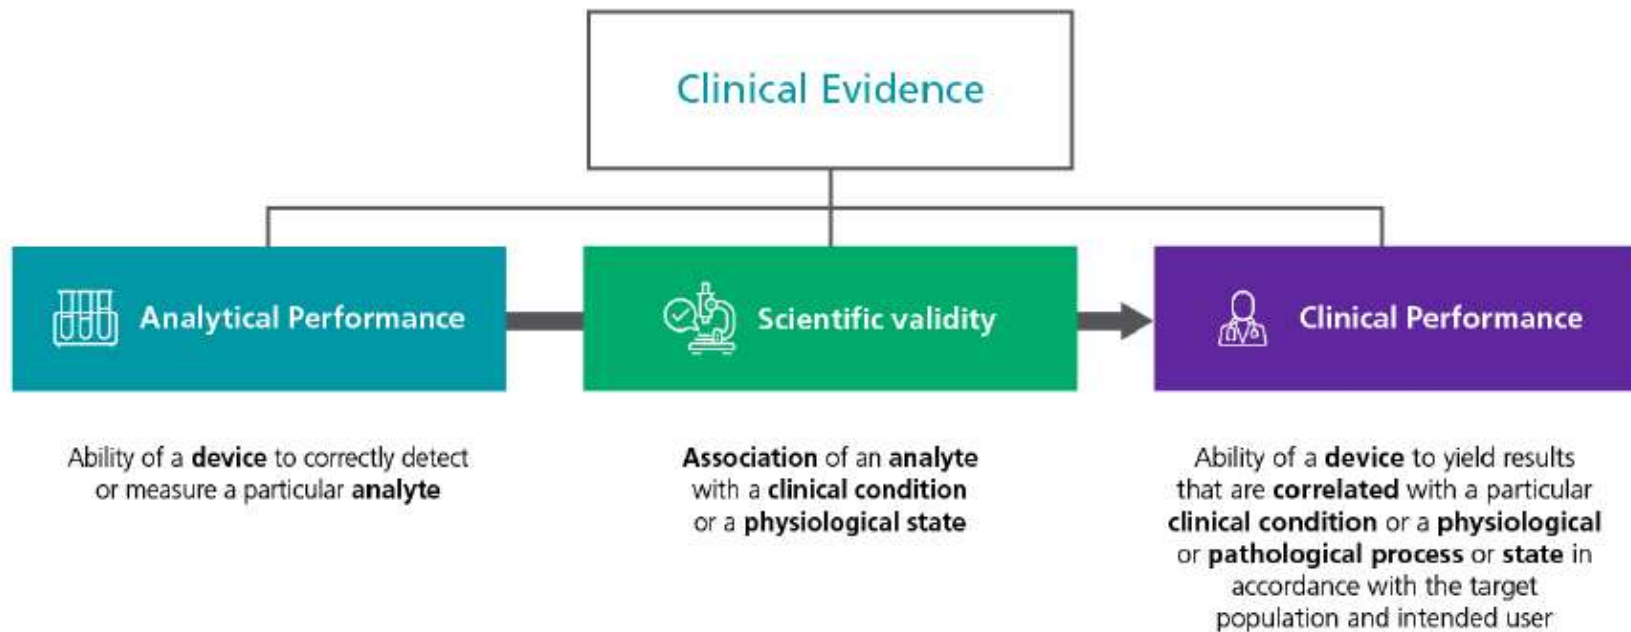 Clinical Evidence
Analytical Performance
Scientific validity
Clinical Performance
Ability of a device to correctly detect
or measure a particular analyte
Association of an analyte
with a clinical condition
or a physiological state
Ability of a device to yield results
that are correlated with a particular
clinical condition or a physiological
or pathological process or state in
accordance with the target
population and intended user